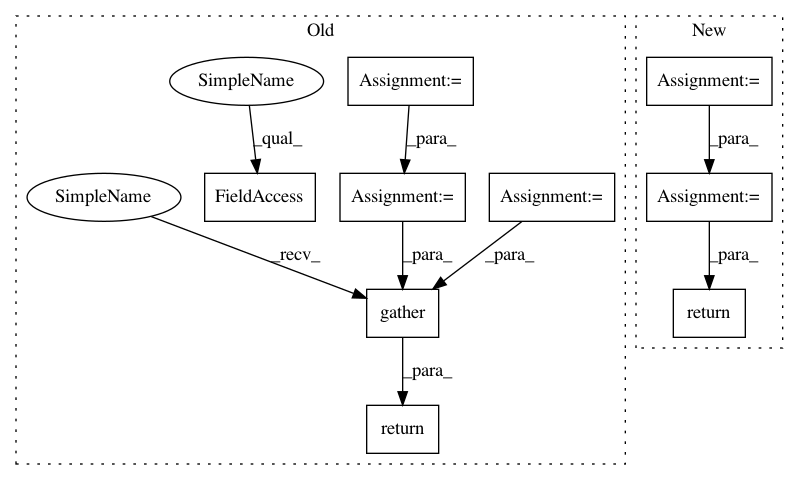 Old
New
SimpleName
Assignment:=
Assignment:=
_qual_
_para_
_para_
SimpleName
FieldAccess
Assignment:=
Assignment:=
Assignment:=
_recv_
_para_
_para_
_para_
gather
return
_para_
return